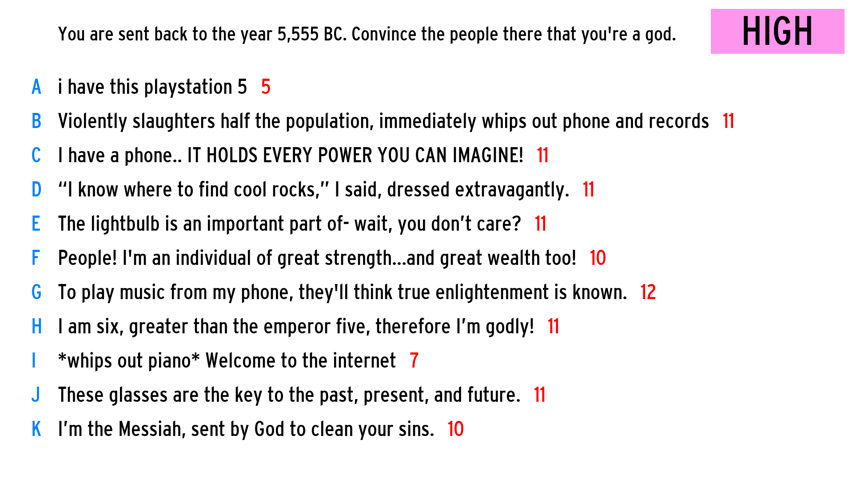 You are sent back to the year 5,555 BC. Convince the people there that you're a god.
HIGH
A i have this playstation 5 5
B Violently slaughters half the population, immediately whips out phone and records 11
C I have a phone.. IT HOLDS EVERY POWER YOU CAN IMAGINE! 11
D “I know where to find cool rocks,” I said, dressed extravagantly. 11
E The lightbulb is an important part of- wait, you don’t care? 11
F People! I'm an individual of great strength...and great wealth too! 10
G To play music from my phone, they'll think true enlightenment is known. 12
H I am six, greater than the emperor five, therefore I’m godly! 11
I *whips out piano* Welcome to the internet 7
J These glasses are the key to the past, present, and future. 11
K I’m the Messiah, sent by God to clean your sins. 10